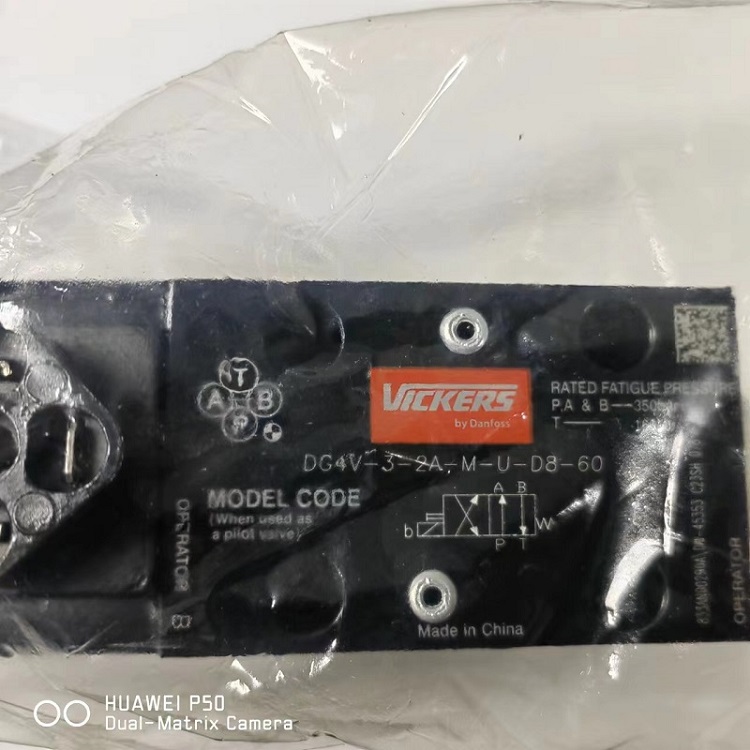 T
A B
P
VICKERS
by Danfoss
RATED FATIGUE PRESSURE
P,A & B
T
DG4V-3-2A-M-U-D8-60
MODEL CODE
(When used as
a pilot valve)
A B
b
W
P T
OPERATOR B
OPERATOR
Made in China
HUAWEI P50
Dual-Matrix Camera